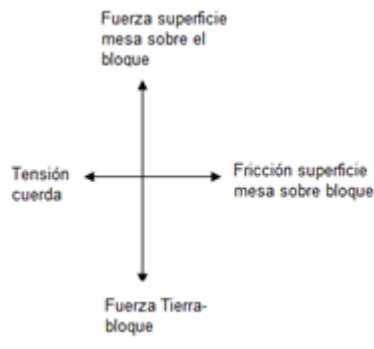 Fuerza superficie
mesa sobre el
bloque
Tensión
cuerda
Fricción superficie
mesa sobre bloque
Fuerza Tierra-
bloque